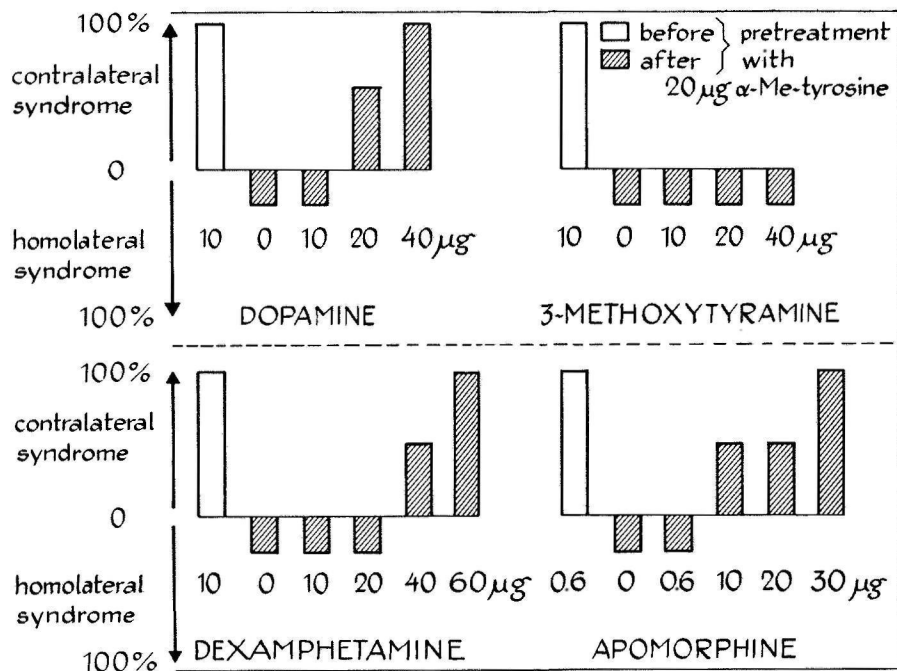 100%
contralateral
syndrome
0
homolateral
syndrome
100%
before } pretreatment
after } with
20 µg α-Me-tyrosine
10 0 10 20 40 µg
DOPAMINE
10 0 10 20 40 µg
3-METHOXYTYRAMINE
100%
contralateral
syndrome
0
homolateral
syndrome
100%
10 0 10 20 40 60 µg
DEXAMPHETAMINE
0.6 0 0.6 10 20 30 µg
APOMORPHINE